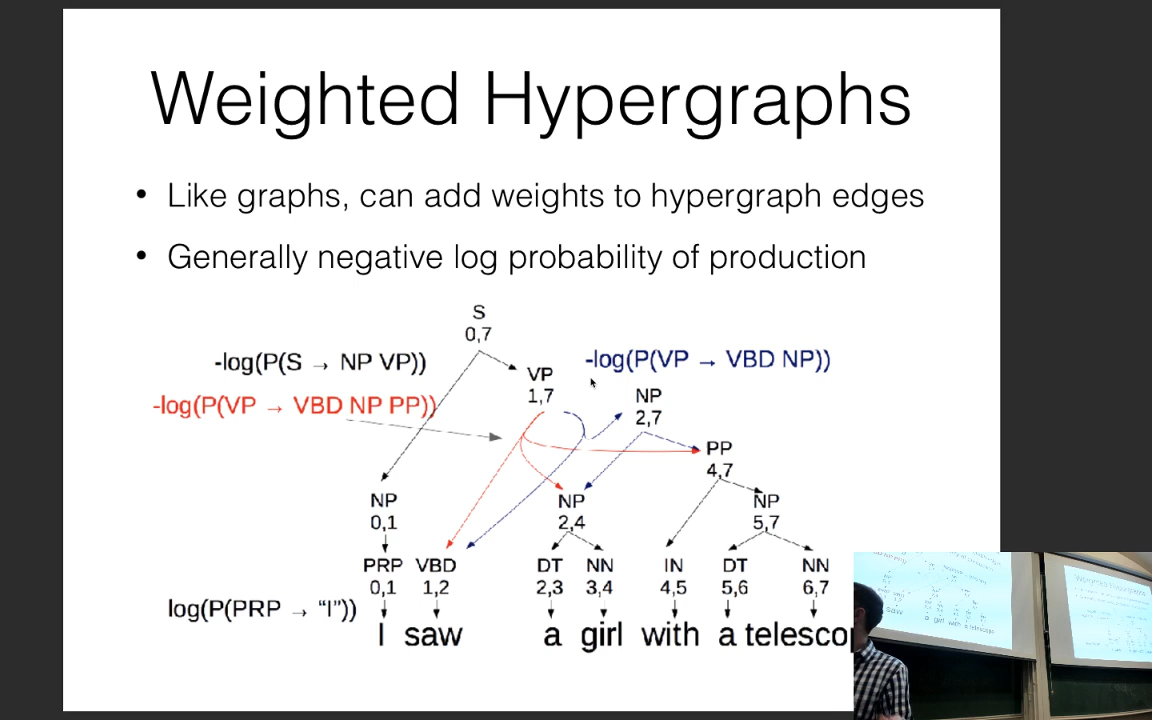 Weighted Hypergraphs
• Like graphs, can add weights to hypergraph edges
• Generally negative log probability of production
S
0,7
-log(P(S → NP VP))
VP
1,7
-log(P(VP → VBD NP))
-log(P(VP → VBD NP PP))
NP
2,7
PP
4,7
NP
0,1
NP
2,4
NP
5,7
PRP VBD DT NN IN DT NN
0,1 1,2 2,3 3,4 4,5 5,6 6,7
log(P(PRP → “I”))
I saw a girl with a telescop